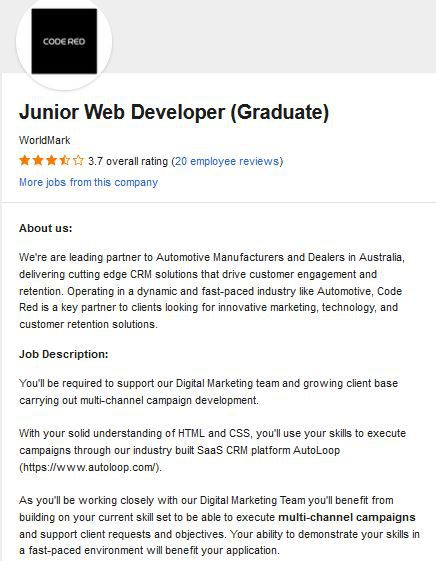 CODE RED
Junior Web Developer (Graduate)
WorldMark
3.7 overall rating (20 employee reviews)
More jobs from this company
About us:
We're are leading partner to Automotive Manufacturers and Dealers in Australia,
delivering cutting edge CRM solutions that drive customer engagement and
retention. Operating in a dynamic and fast-paced industry like Automotive, Code
Red is a key partner to clients looking for innovative marketing, technology, and
customer retention solutions.
Job Description:
You'll be required to support our Digital Marketing team and growing client base
carrying out multi-channel campaign development.
With your solid understanding of HTML and CSS, you'll use your skills to execute
campaigns through our industry built SaaS CRM platform AutoLoop
(https://www.autoloop.com/).
As you'll be working closely with our Digital Marketing Team you'll benefit from
building on your current skill set to be able to execute multi-channel campaigns
and support client requests and objectives. Your ability to demonstrate your skills in
a fast-paced environment will benefit your application.